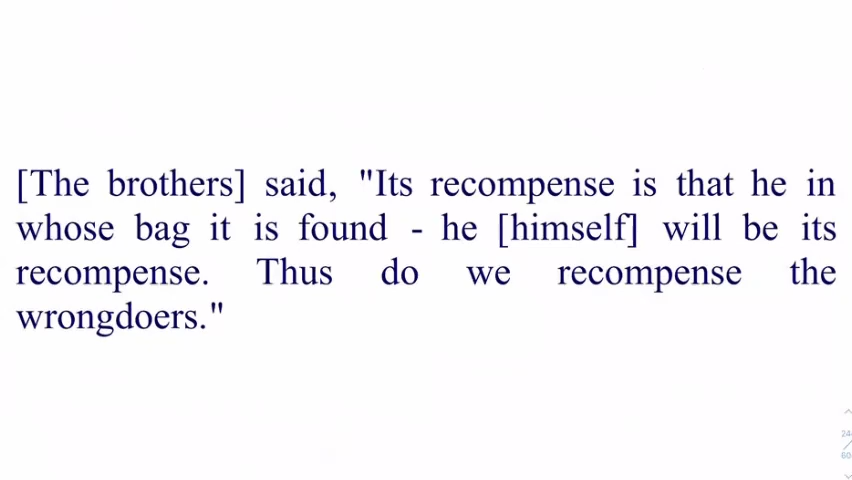 [The brothers] said, "Its recompense is that he in
whose bag it is found - he [himself] will be its
recompense. Thus do we recompense the
wrongdoers."